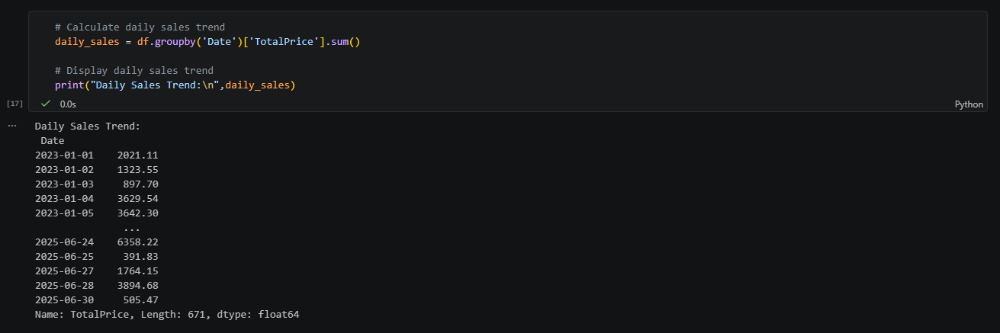 # Calculate daily sales trend
daily_sales = df.groupby('Date')['TotalPrice'].sum()
# Display daily sales trend
print("Daily Sales Trend:\n",daily_sales)
[17] 0.0s Python
... Daily Sales Trend:
Date
2023-01-01 2021.11
2023-01-02 1323.55
2023-01-03 897.70
2023-01-04 3629.54
2023-01-05 3642.30
...
2025-06-24 6358.22
2025-06-25 391.83
2025-06-27 1764.15
2025-06-28 3894.68
2025-06-30 505.47
Name: TotalPrice, Length: 671, dtype: float64